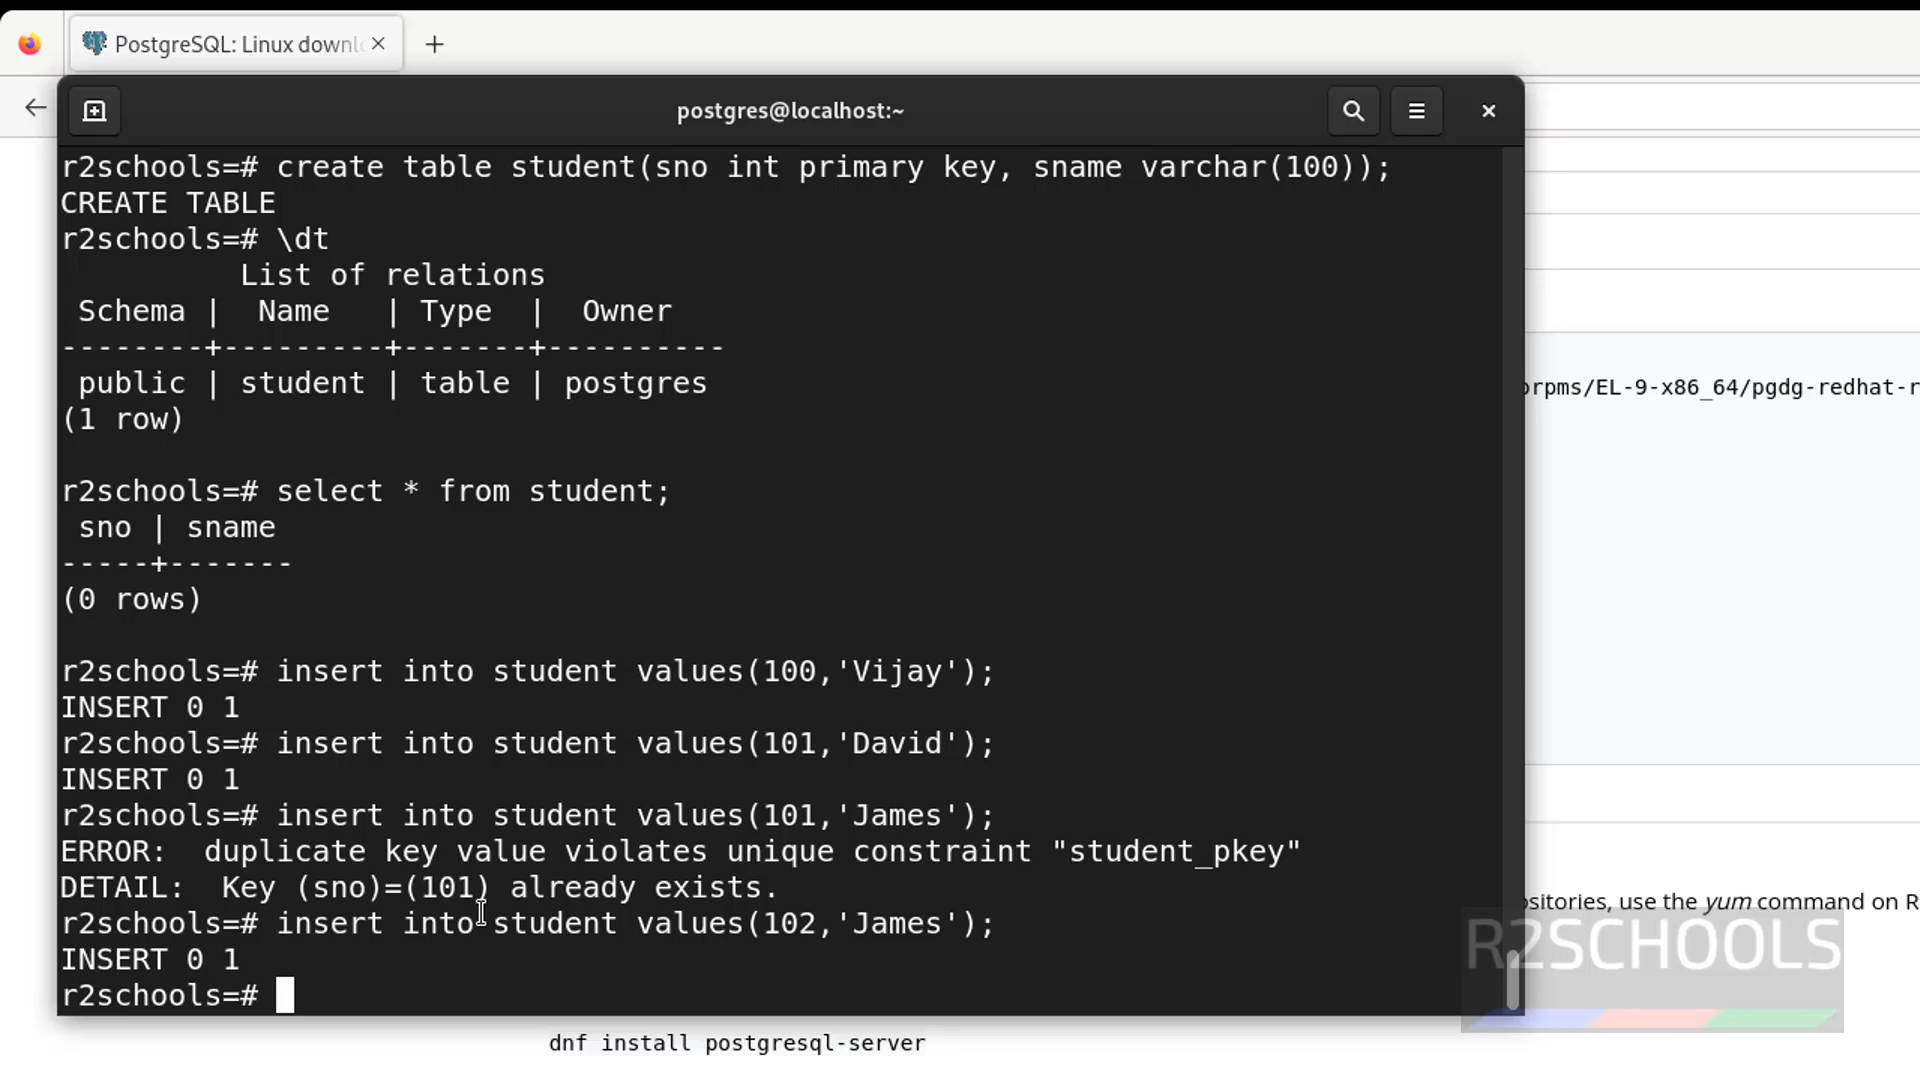 PostgreSQL: Linux downl
postgres@localhost:~
r2schools=# create table student(sno int primary key, sname varchar(100));
CREATE TABLE
r2schools=# \dt
List of relations
Schema | Name | Type | Owner
--------+---------+-------+----------
public | student | table | postgres
(1 row)
r2schools=# select * from student;
sno | sname
-----+-------
(0 rows)
r2schools=# insert into student values(100,'Vijay');
INSERT 0 1
r2schools=# insert into student values(101,'David');
INSERT 0 1
r2schools=# insert into student values(101,'James');
ERROR:  duplicate key value violates unique constraint "student_pkey"
DETAIL:  Key (sno)=(101) already exists.
r2schools=# insert into student values(102,'James');
INSERT 0 1
r2schools=#
rpms/EL-9-x86_64/pgdg-redhat-r
ositories, use the yum command on R
R2SCHOOLS
dnf install postgresql-server